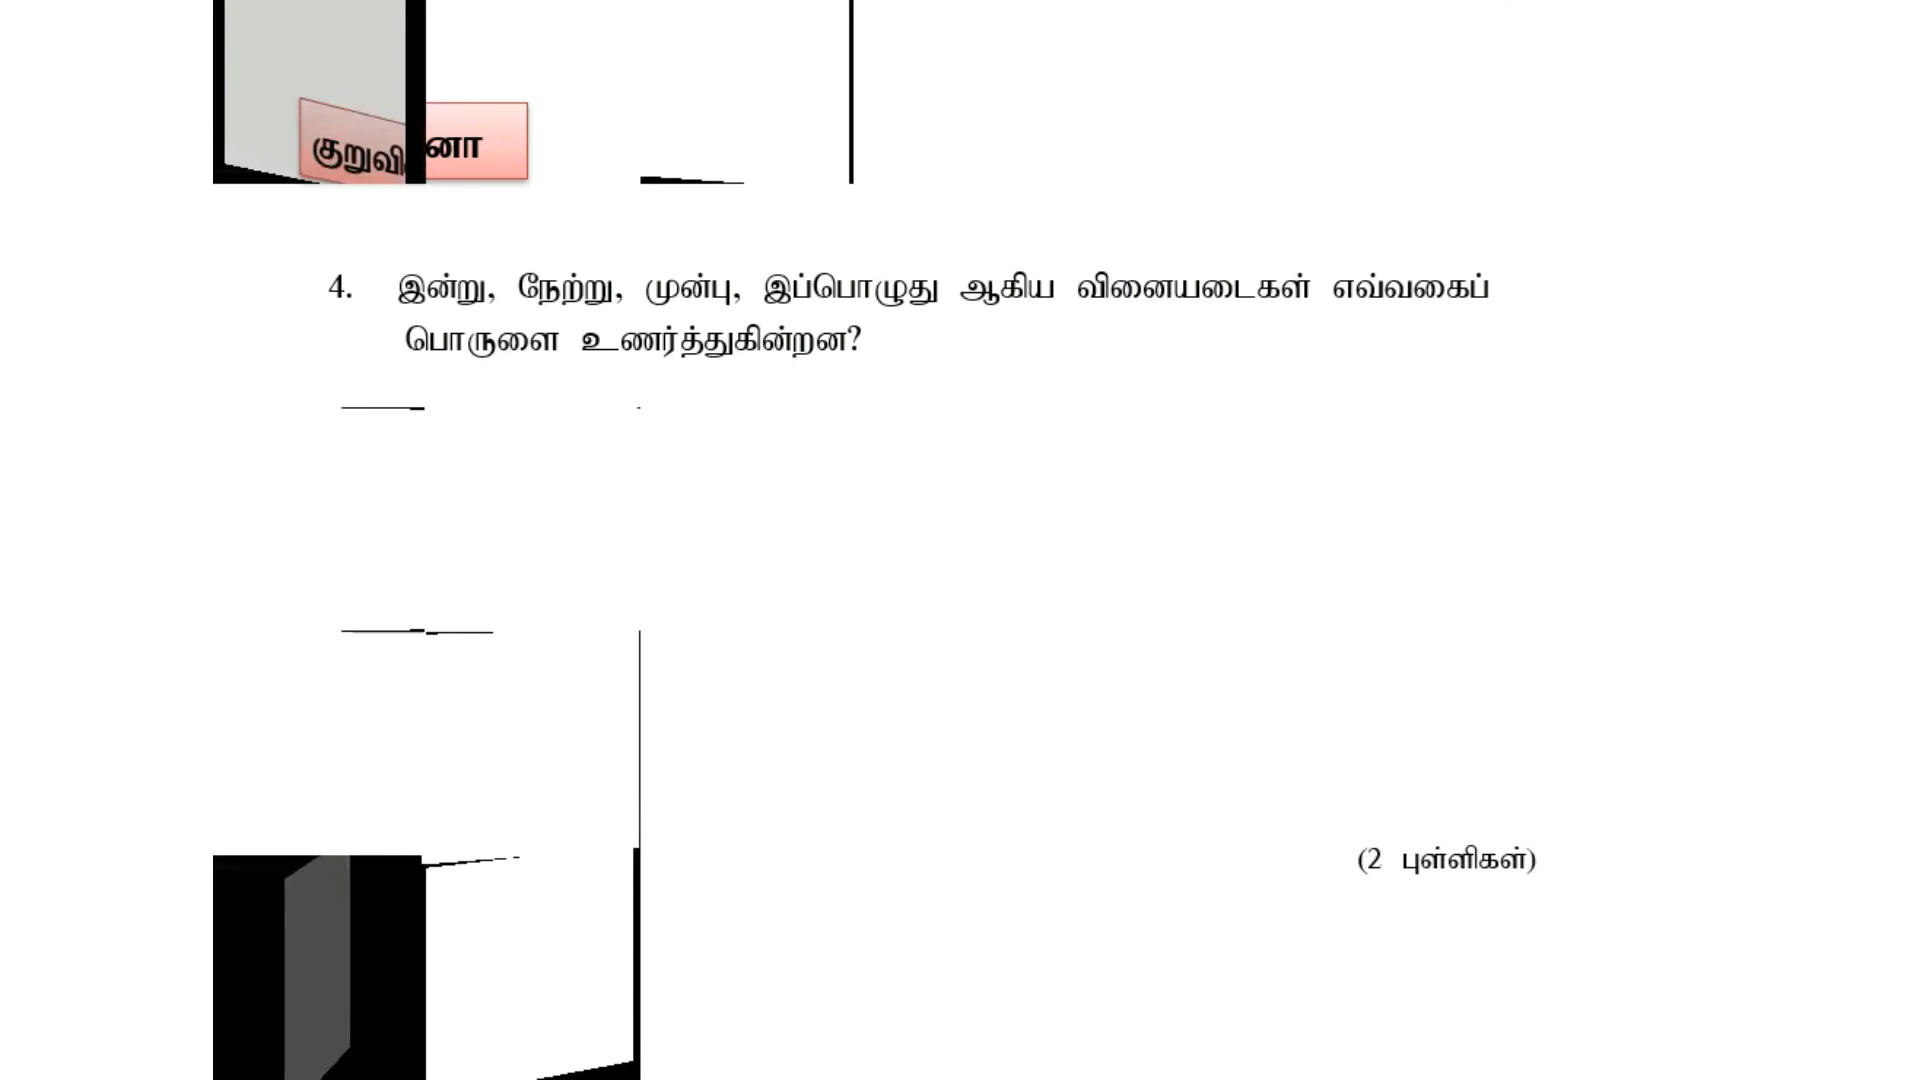 குறுவினா
4. இன்று, நேற்று, முன்பு, இப்பொழுது ஆகிய வினையடைகள் எவ்வகைப்
பொருளை உணர்த்துகின்றன?
(2 புள்ளிகள்)